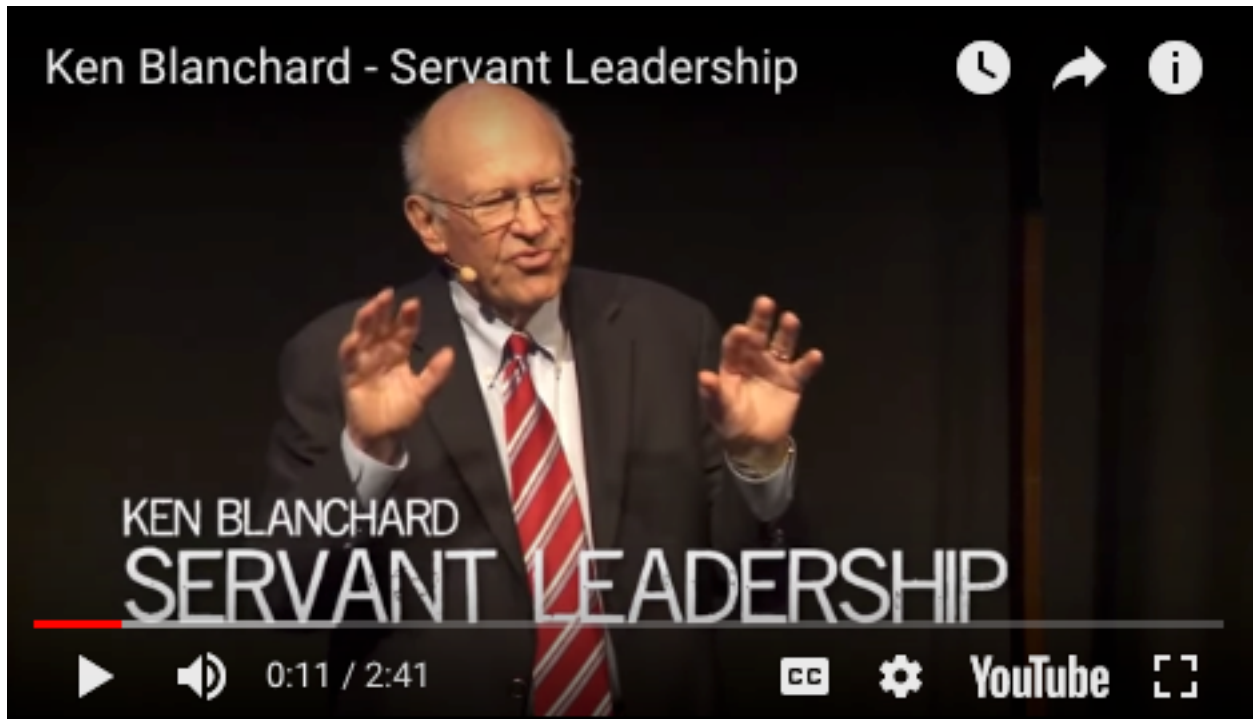 Ken Blanchard - Servant Leadership
KEN BLANCHARD
SERVANT LEADERSHIP
0:11 / 2:41
CC
YouTube